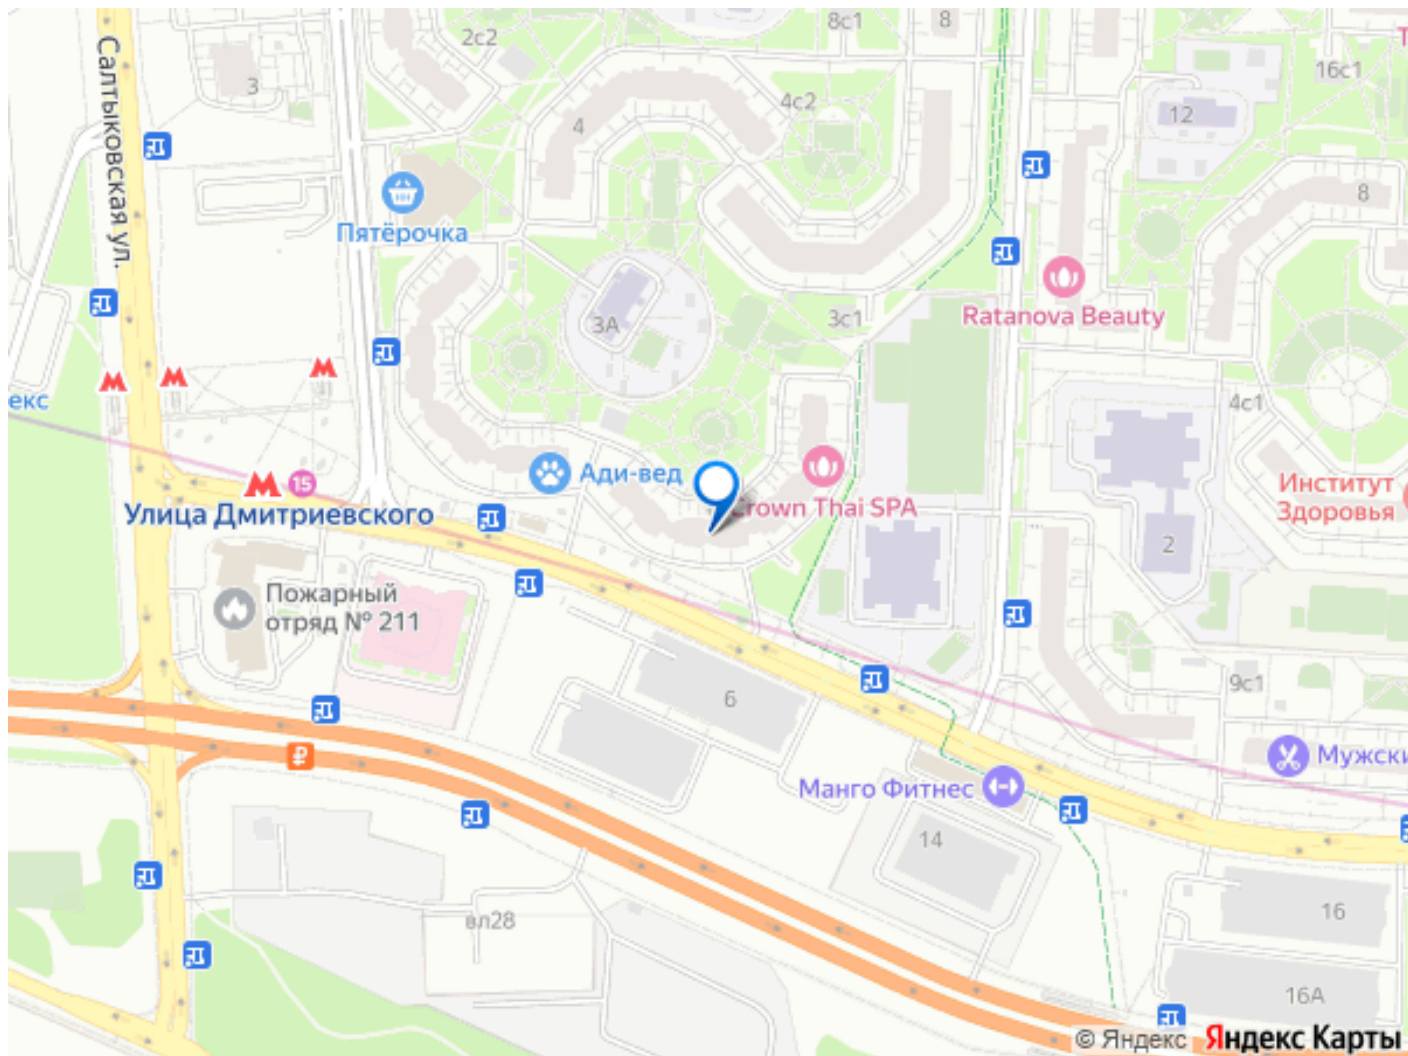 2с2
8с1
8
3
16с1
4с2
4
12
Салтыковская ул.
8
Пятёрочка
3А
3с1
Ratanova Beauty
екс
4с1
Ади-вед
15
Улица Дмитриевского
Crown Thai SPA
Институт
Здоровья
2
Пожарный
отряд № 211
6
9с1
Манго Фитнес
Мужски
14
вл28
16
16А
© Яндекс Яндекс Карты